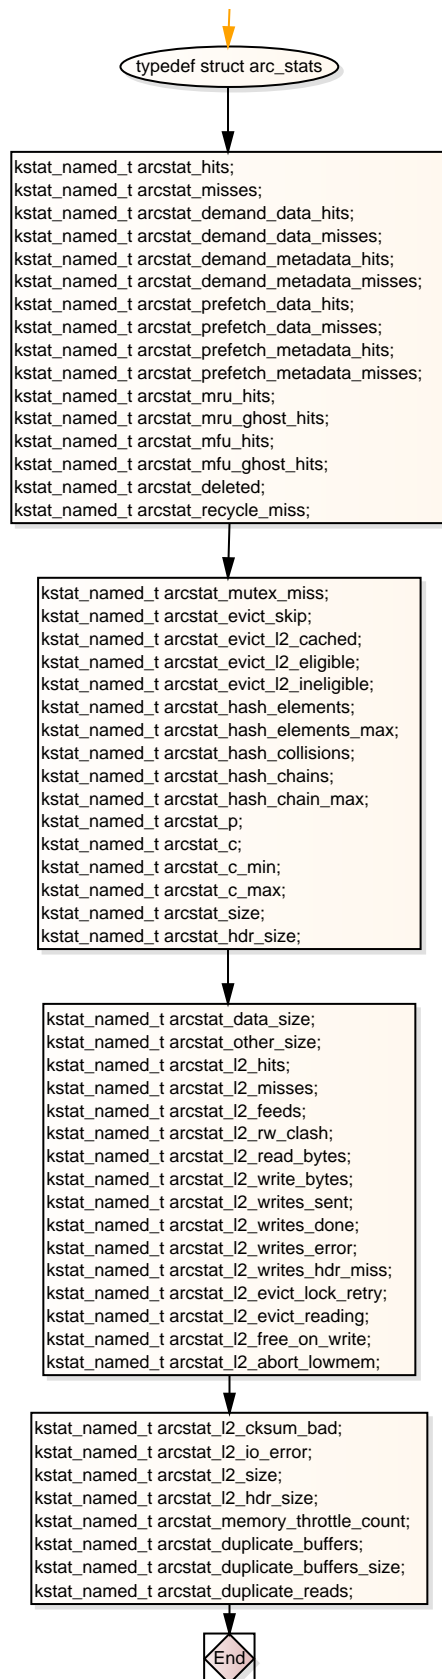 typedef struct arc_stats
kstat_named_t arcstat_hits;
kstat_named_t arcstat_misses;
kstat_named_t arcstat_demand_data_hits;
kstat_named_t arcstat_demand_data_misses;
kstat_named_t arcstat_demand_metadata_hits;
kstat_named_t arcstat_demand_metadata_misses;
kstat_named_t arcstat_prefetch_data_hits;
kstat_named_t arcstat_prefetch_data_misses;
kstat_named_t arcstat_prefetch_metadata_hits;
kstat_named_t arcstat_prefetch_metadata_misses;
kstat_named_t arcstat_mru_hits;
kstat_named_t arcstat_mru_ghost_hits;
kstat_named_t arcstat_mfu_hits;
kstat_named_t arcstat_mfu_ghost_hits;
kstat_named_t arcstat_deleted;
kstat_named_t arcstat_recycle_miss;
kstat_named_t arcstat_mutex_miss;
kstat_named_t arcstat_evict_skip;
kstat_named_t arcstat_evict_l2_cached;
kstat_named_t arcstat_evict_l2_eligible;
kstat_named_t arcstat_evict_l2_ineligible;
kstat_named_t arcstat_hash_elements;
kstat_named_t arcstat_hash_elements_max;
kstat_named_t arcstat_hash_collisions;
kstat_named_t arcstat_hash_chains;
kstat_named_t arcstat_hash_chain_max;
kstat_named_t arcstat_p;
kstat_named_t arcstat_c;
kstat_named_t arcstat_c_min;
kstat_named_t arcstat_c_max;
kstat_named_t arcstat_size;
kstat_named_t arcstat_hdr_size;
kstat_named_t arcstat_data_size;
kstat_named_t arcstat_other_size;
kstat_named_t arcstat_l2_hits;
kstat_named_t arcstat_l2_misses;
kstat_named_t arcstat_l2_feeds;
kstat_named_t arcstat_l2_rw_clash;
kstat_named_t arcstat_l2_read_bytes;
kstat_named_t arcstat_l2_write_bytes;
kstat_named_t arcstat_l2_writes_sent;
kstat_named_t arcstat_l2_writes_done;
kstat_named_t arcstat_l2_writes_error;
kstat_named_t arcstat_l2_writes_hdr_miss;
kstat_named_t arcstat_l2_evict_lock_retry;
kstat_named_t arcstat_l2_evict_reading;
kstat_named_t arcstat_l2_free_on_write;
kstat_named_t arcstat_l2_abort_lowmem;
kstat_named_t arcstat_l2_cksum_bad;
kstat_named_t arcstat_l2_io_error;
kstat_named_t arcstat_l2_size;
kstat_named_t arcstat_l2_hdr_size;
kstat_named_t arcstat_memory_throttle_count;
kstat_named_t arcstat_duplicate_buffers;
kstat_named_t arcstat_duplicate_buffers_size;
kstat_named_t arcstat_duplicate_reads;
End